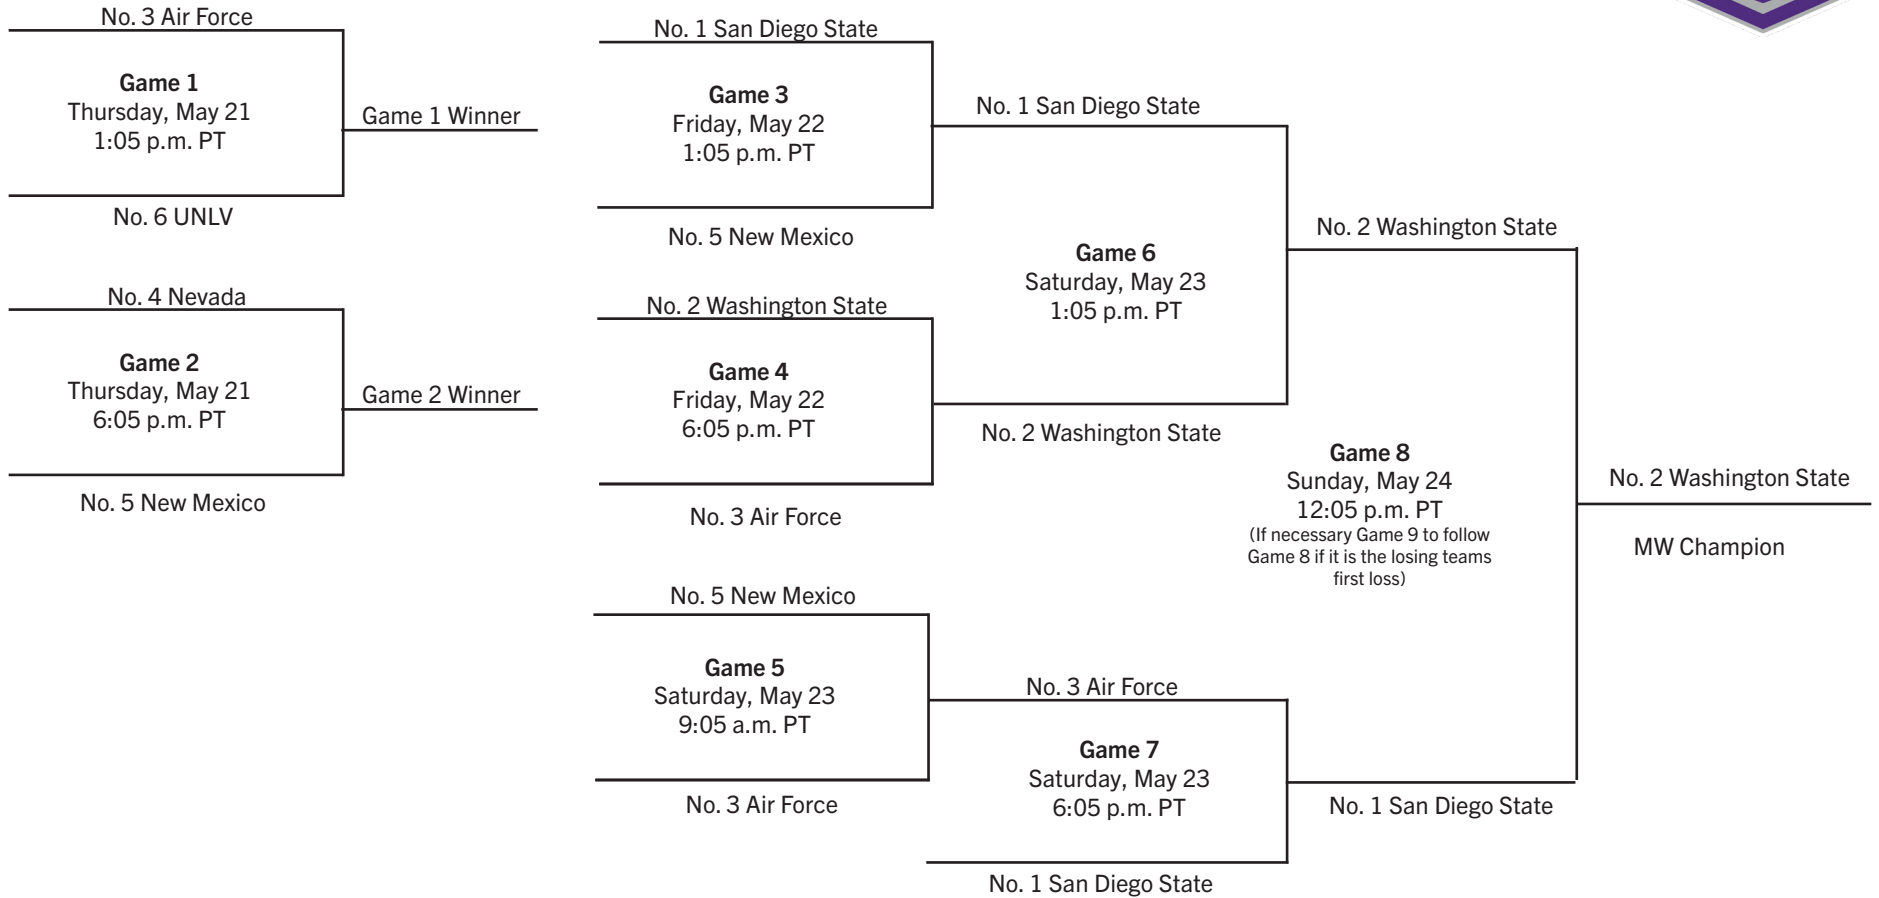 No. 3 Air Force
Game 1
Thursday, May 21
1:05 p.m. PT
Game 1 Winner
No. 6 UNLV
No. 4 Nevada
Game 2
Thursday, May 21
6:05 p.m. PT
Game 2 Winner
No. 5 New Mexico
No. 1 San Diego State
Game 3
Friday, May 22
1:05 p.m. PT
No. 5 New Mexico
No. 2 Washington State
Game 4
Friday, May 22
6:05 p.m. PT
No. 3 Air Force
No. 5 New Mexico
Game 5
Saturday, May 23
9:05 a.m. PT
No. 3 Air Force
No. 1 San Diego State
Game 6
Saturday, May 23
1:05 p.m. PT
No. 2 Washington State
No. 3 Air Force
Game 7
Saturday, May 23
6:05 p.m. PT
No. 1 San Diego State
No. 2 Washington State
Game 8
Sunday, May 24
12:05 p.m. PT
(If necessary Game 9 to follow
Game 8 if it is the losing teams
first loss)
No. 1 San Diego State
No. 2 Washington State
MW Champion